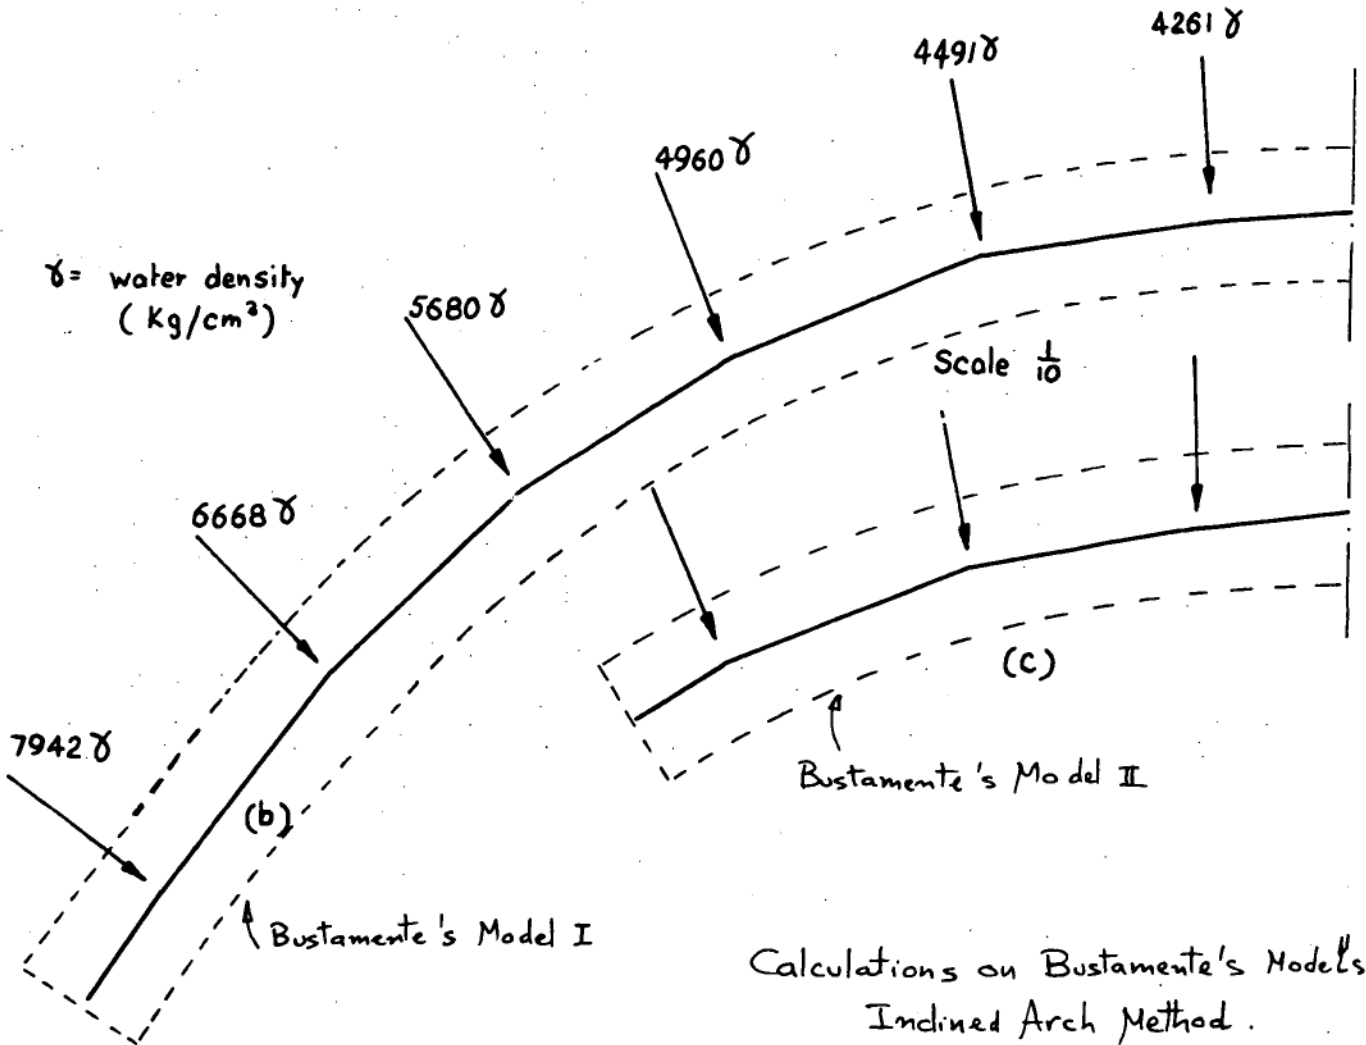 4261 γ
4491γ
4960 γ
γ= water density
(Kg/cm³)
5680 γ
Scale 1/10
6668 γ
(c)
7942 γ
Bustamente's Model II
(b)
Bustamente's Model I
Calculations on Bustamente's Models
Inclined Arch Method.